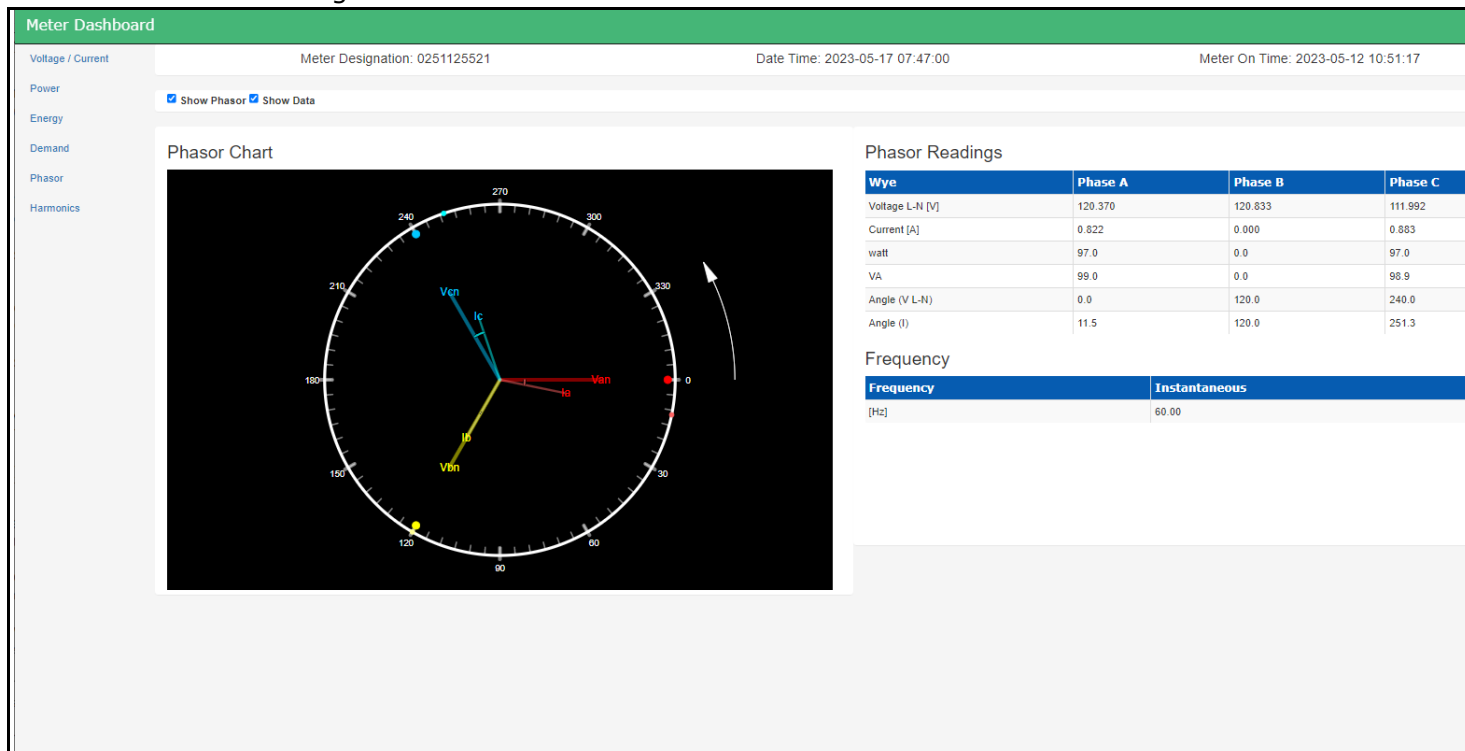 Meter Dashboard
Voltage / Current
Power
Energy
Demand
Phasor
Harmonics
Meter Designation: 0251125521 Date Time: 2023-05-17 07:47:00 Meter On Time: 2023-05-12 10:51:17
Show Phasor Show Data
Phasor Chart
270
240 300
210 330
Vcn
Ic
180 Van 0
Ia
Ib
Vbn
150 30
120 60
90
Phasor Readings
Wye Phase A Phase B Phase C
Voltage L-N [V] 120.370 120.833 111.992
Current [A] 0.822 0.000 0.883
watt 97.0 0.0 97.0
VA 99.0 0.0 98.9
Angle (V L-N) 0.0 120.0 240.0
Angle (I) 11.5 120.0 251.3
Frequency
Frequency Instantaneous
[Hz] 60.00